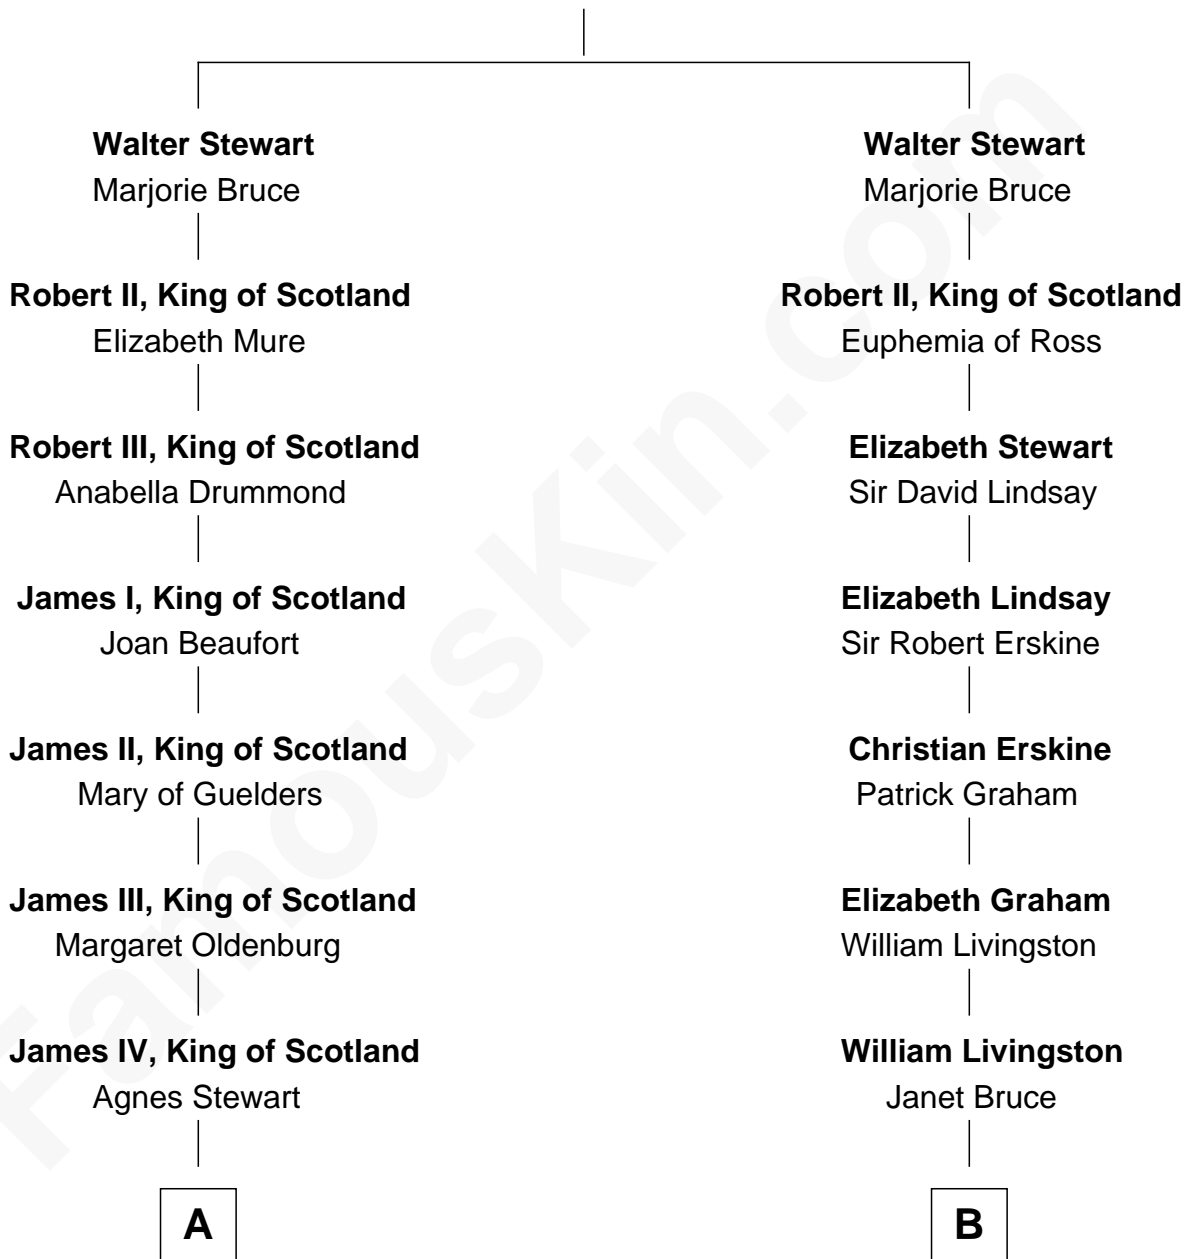 Walter Stewart
Marjorie Bruce
Robert II, King of Scotland
Elizabeth Mure
Robert III, King of Scotland
Anabella Drummond
James I, King of Scotland
Joan Beaufort
James II, King of Scotland
Mary of Guelders
James III, King of Scotland
Margaret Oldenburg
James IV, King of Scotland
Agnes Stewart
A
Walter Stewart
Marjorie Bruce
Robert II, King of Scotland
Euphemia of Ross
Elizabeth Stewart
Sir David Lindsay
Elizabeth Lindsay
Sir Robert Erskine
Christian Erskine
Patrick Graham
Elizabeth Graham
William Livingston
William Livingston
Janet Bruce
B
FamousKin.com